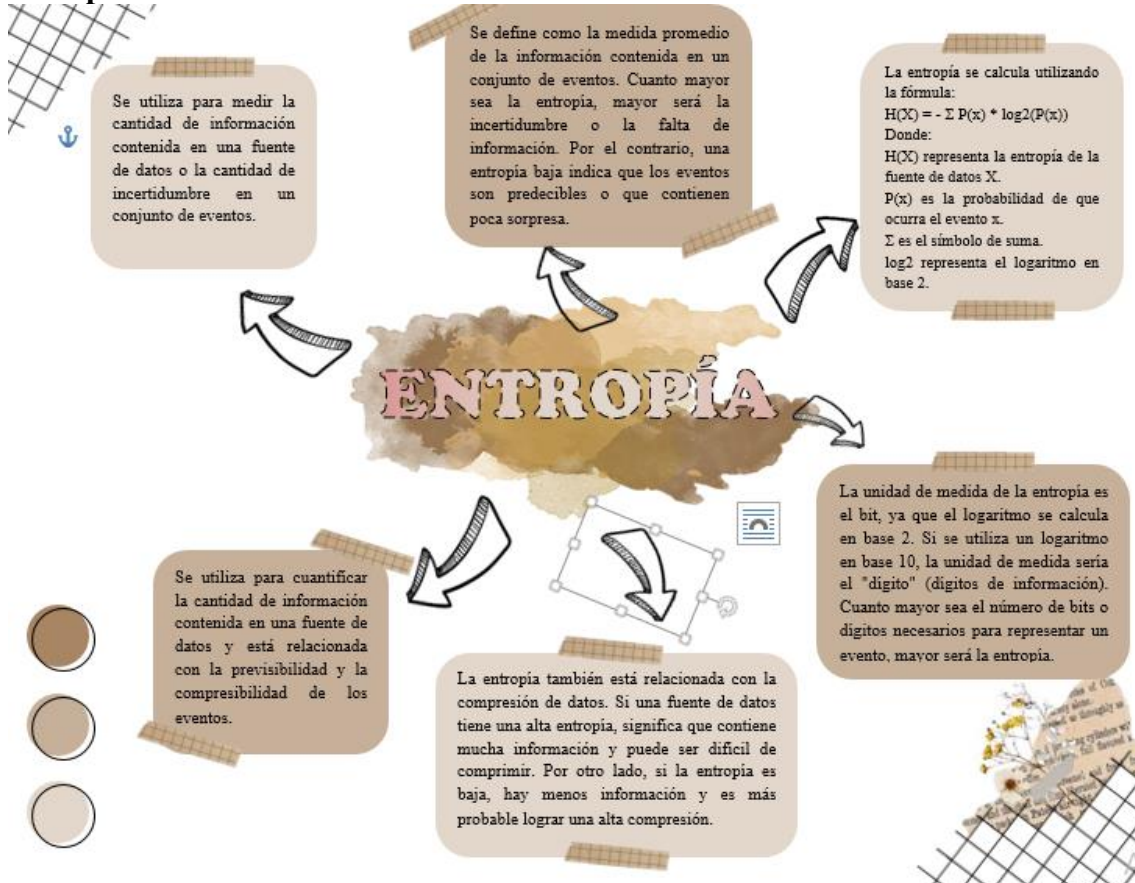 Se utiliza para medir la
cantidad de información
contenida en una fuente
de datos o la cantidad de
incertidumbre en un
conjunto de eventos.
Se define como la medida promedio
de la información contenida en un
conjunto de eventos. Cuanto mayor
sea la entropía, mayor será la
incertidumbre o la falta de
información. Por el contrario, una
entropía baja indica que los eventos
son predecibles o que contienen
poca sorpresa.
La entropía se calcula utilizando
la fórmula:
H(X) = - Σ P(x) * log2(P(x))
Donde:
H(X) representa la entropía de la
fuente de datos X.
P(x) es la probabilidad de que
ocurra el evento x.
Σ es el símbolo de suma.
log2 representa el logaritmo en
base 2.
ENTROPÍA
La unidad de medida de la entropía es
el bit, ya que el logaritmo se calcula
en base 2. Si se utiliza un logaritmo
en base 10, la unidad de medida sería
el "dígito" (dígitos de información).
Cuanto mayor sea el número de bits o
dígitos necesarios para representar un
evento, mayor será la entropía.
Se utiliza para cuantificar
la cantidad de información
contenida en una fuente de
datos y está relacionada
con la previsibilidad y la
compresibilidad de los
eventos.
La entropía también está relacionada con la
compresión de datos. Si una fuente de datos
tiene una alta entropía, significa que contiene
mucha información y puede ser difícil de
comprimir. Por otro lado, si la entropía es
baja, hay menos información y es más
probable lograr una alta compresión.